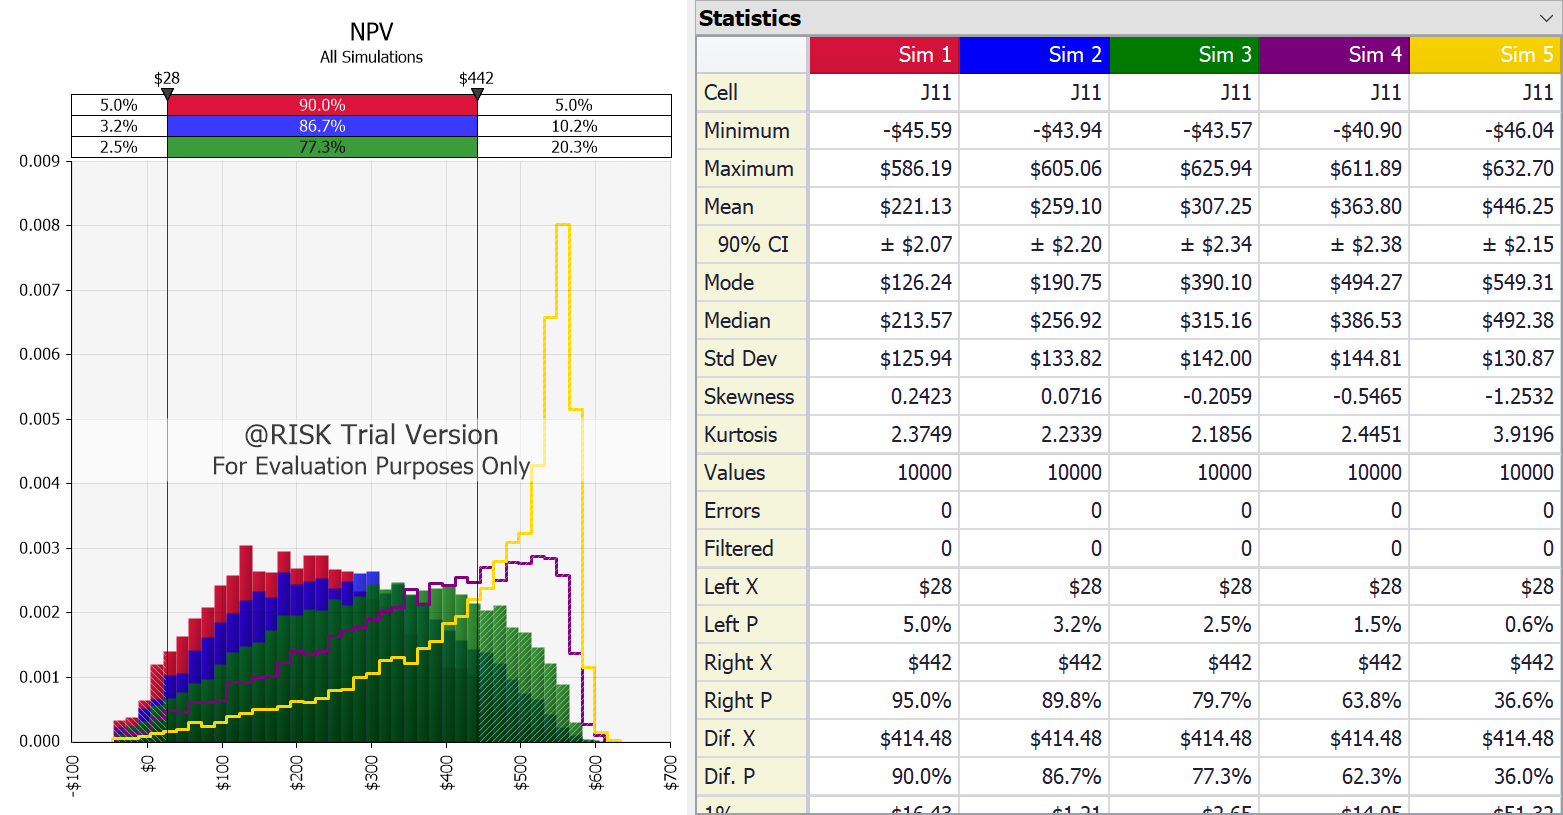 NPV
All Simulations
$28 $442
5.0% 90.0% 5.0%
3.2% 86.7% 10.2%
2.5% 77.3% 20.3%
0.009
0.008
0.007
0.006
0.005
0.004
0.003
0.002
0.001
0.000
@RISK Trial Version
For Evaluation Purposes Only
-$100 $0 $100 $200 $300 $400 $500 $600 $700
Statistics
Sim 1 Sim 2 Sim 3 Sim 4 Sim 5
Cell J11 J11 J11 J11 J11
Minimum -$45.59 -$43.94 -$43.57 -$40.90 -$46.04
Maximum $586.19 $605.06 $625.94 $611.89 $632.70
Mean $221.13 $259.10 $307.25 $363.80 $446.25
90% CI ± $2.07 ± $2.20 ± $2.34 ± $2.38 ± $2.15
Mode $126.24 $190.75 $390.10 $494.27 $549.31
Median $213.57 $256.92 $315.16 $386.53 $492.38
Std Dev $125.94 $133.82 $142.00 $144.81 $130.87
Skewness 0.2423 0.0716 -0.2059 -0.5465 -1.2532
Kurtosis 2.3749 2.2339 2.1856 2.4451 3.9196
Values 10000 10000 10000 10000 10000
Errors 0 0 0 0 0
Filtered 0 0 0 0 0
Left X $28 $28 $28 $28 $28
Left P 5.0% 3.2% 2.5% 1.5% 0.6%
Right X $442 $442 $442 $442 $442
Right P 95.0% 89.8% 79.7% 63.8% 36.6%
Dif. X $414.48 $414.48 $414.48 $414.48 $414.48
Dif. P 90.0% 86.7% 77.3% 62.3% 36.0%
1%